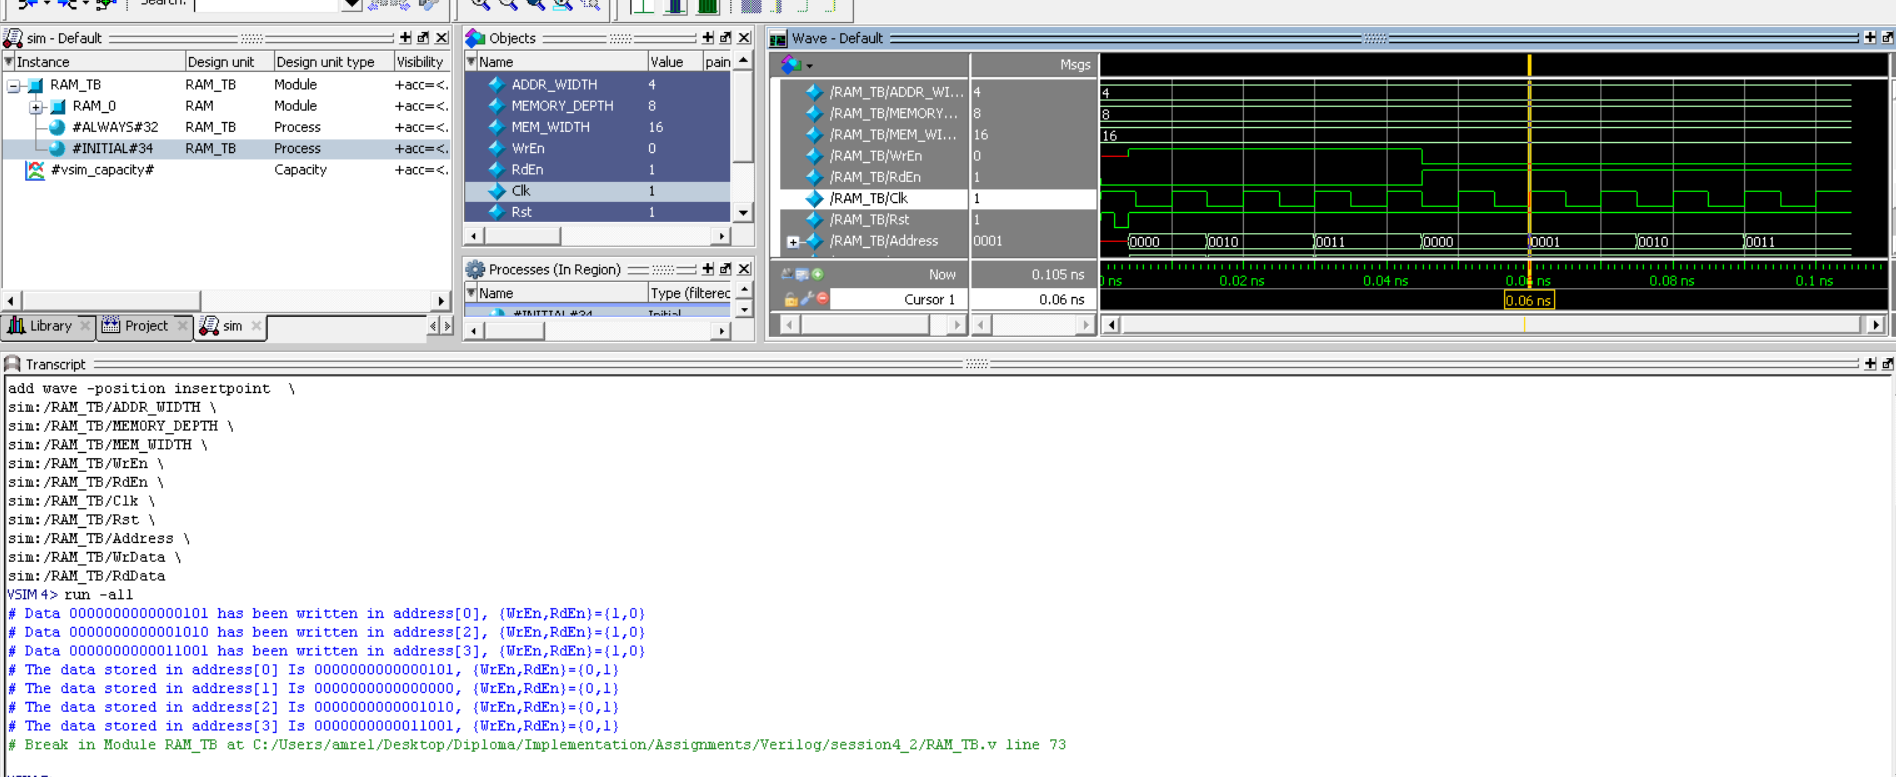 Search:
sim - Default
Instance Design unit Design unit type Visibility
RAM_TB RAM_TB Module +acc=<.
RAM_0 RAM Module +acc=<.
#ALWAYS#32 RAM_TB Process +acc=<.
#INITIAL#34 RAM_TB Process +acc=<.
#vsim_capacity# Capacity +acc=<.
Library Project sim
Objects
Name Value pain
ADDR_WIDTH 4
MEMORY_DEPTH 8
MEM_WIDTH 16
WrEn 0
RdEn 1
Clk 1
Rst 1
Processes (In Region)
Name Type (filterec
#INITIAL#34 Initial
Wave - Default
Msgs
/RAM_TB/ADDR_WI... 4 4
/RAM_TB/MEMORY... 8 8
/RAM_TB/MEM_WI... 16 16
/RAM_TB/WrEn 0
/RAM_TB/RdEn 1
/RAM_TB/Clk 1
/RAM_TB/Rst 1
/RAM_TB/Address 0001 0000 0010 0011 0000 0001 0010 0011
Now 0.105 ns ns 0.02 ns 0.04 ns 0.06 ns 0.08 ns 0.1 ns
Cursor 1 0.06 ns 0.06 ns
Transcript
add wave -position insertpoint \
sim:/RAM_TB/ADDR_WIDTH \
sim:/RAM_TB/MEMORY_DEPTH \
sim:/RAM_TB/MEM_WIDTH \
sim:/RAM_TB/WrEn \
sim:/RAM_TB/RdEn \
sim:/RAM_TB/Clk \
sim:/RAM_TB/Rst \
sim:/RAM_TB/Address \
sim:/RAM_TB/WrData \
sim:/RAM_TB/RdData
VSIM 4> run -all
# Data 0000000000000101 has been written in address[0], {WrEn,RdEn}={1,0}
# Data 0000000000001010 has been written in address[2], {WrEn,RdEn}={1,0}
# Data 0000000000011001 has been written in address[3], {WrEn,RdEn}={1,0}
# The data stored in address[0] Is 0000000000000101, {WrEn,RdEn}={0,1}
# The data stored in address[1] Is 0000000000000000, {WrEn,RdEn}={0,1}
# The data stored in address[2] Is 0000000000001010, {WrEn,RdEn}={0,1}
# The data stored in address[3] Is 0000000000011001, {WrEn,RdEn}={0,1}
# Break in Module RAM_TB at C:/Users/amrel/Desktop/Diploma/Implementation/Assignments/Verilog/session4_2/RAM_TB.v line 73